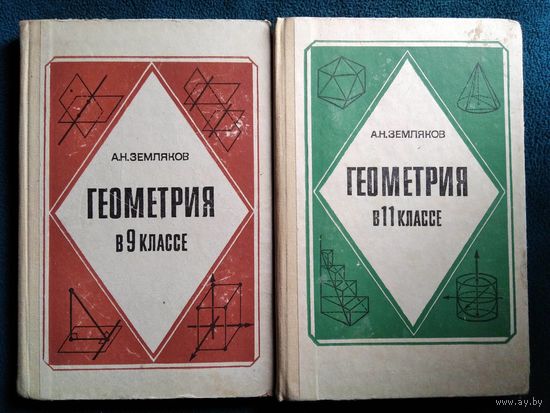 А.Н.ЗЕМЛЯКОВ
ГЕОМЕТРИЯ
В 9 КЛАССЕ
А.Н.ЗЕМЛЯКОВ
ГЕОМЕТРИЯ
В 11 КЛАССЕ
www.ay.by